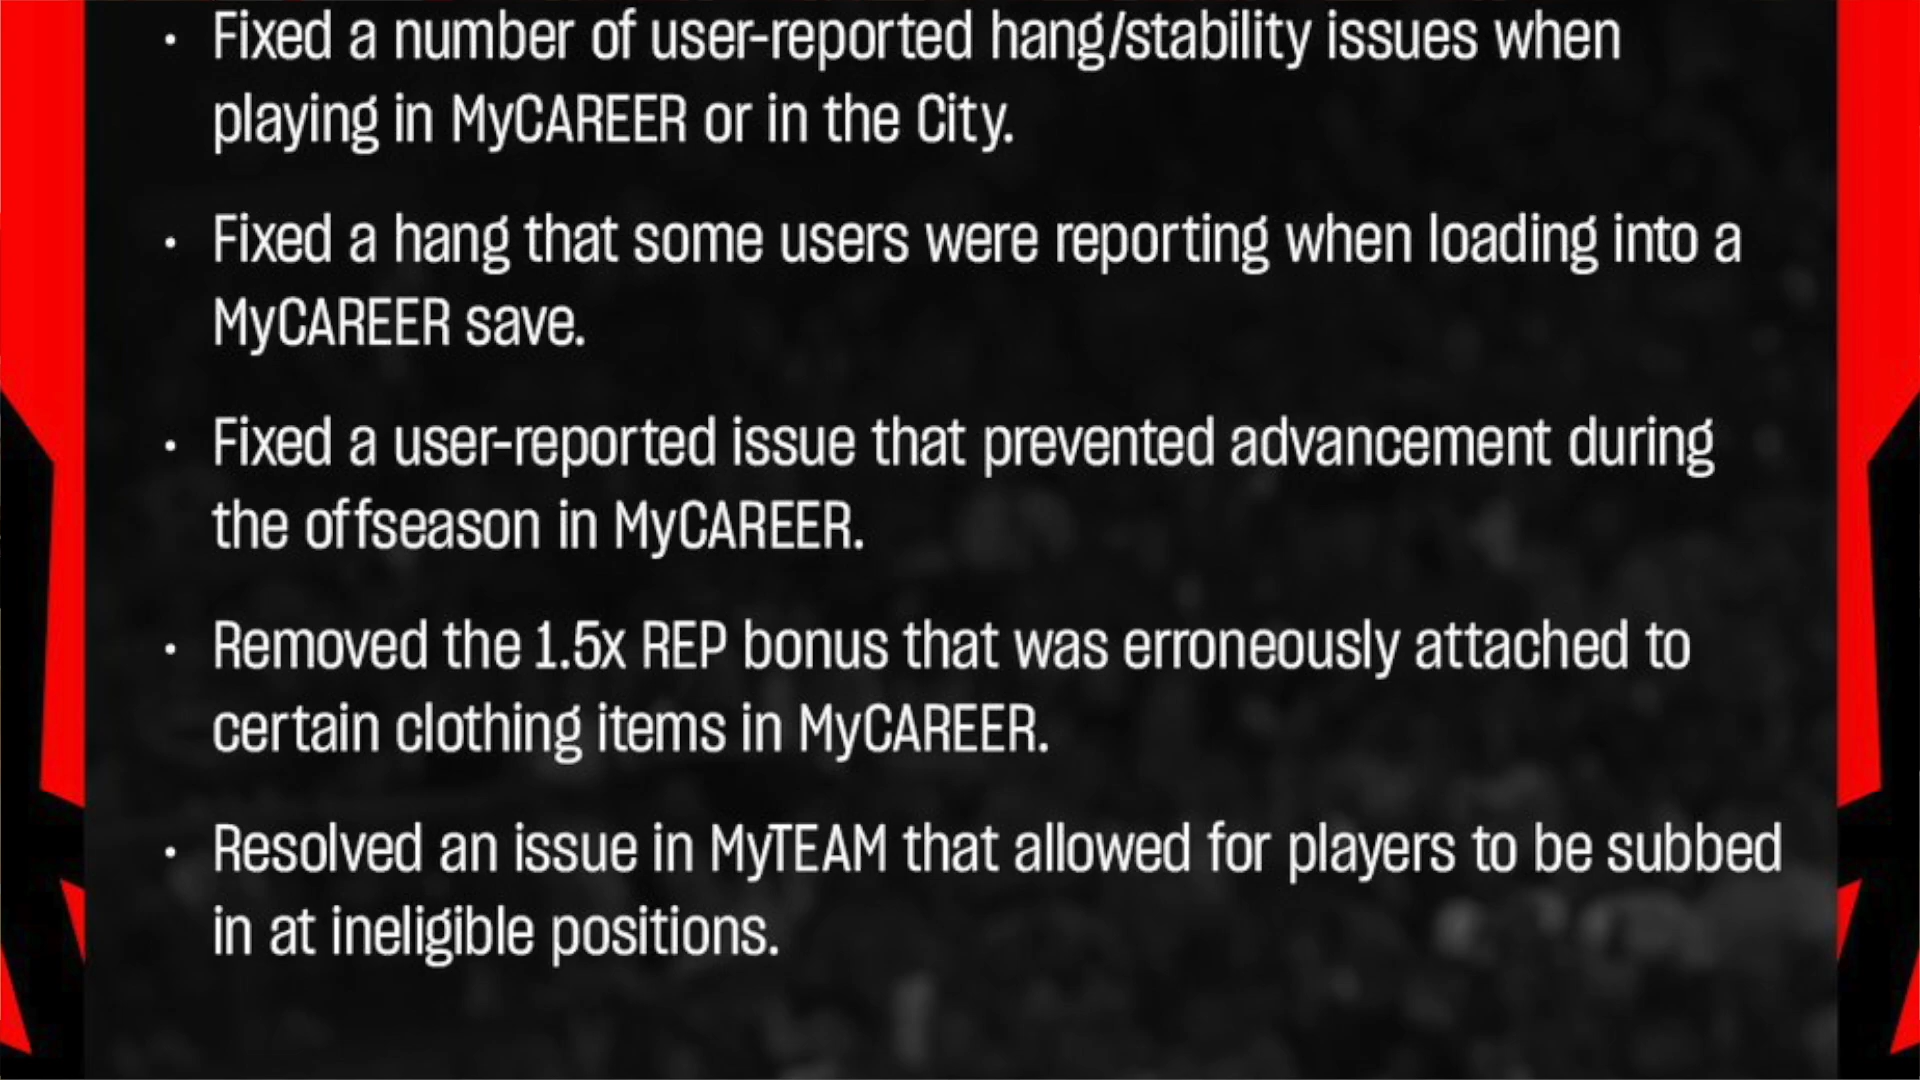 • Fixed a number of user-reported hang/stability issues when
playing in MyCAREER or in the City.
• Fixed a hang that some users were reporting when loading into a
MyCAREER save.
• Fixed a user-reported issue that prevented advancement during
the offseason in MyCAREER.
• Removed the 1.5x REP bonus that was erroneously attached to
certain clothing items in MyCAREER.
• Resolved an issue in MyTEAM that allowed for players to be subbed
in at ineligible positions.